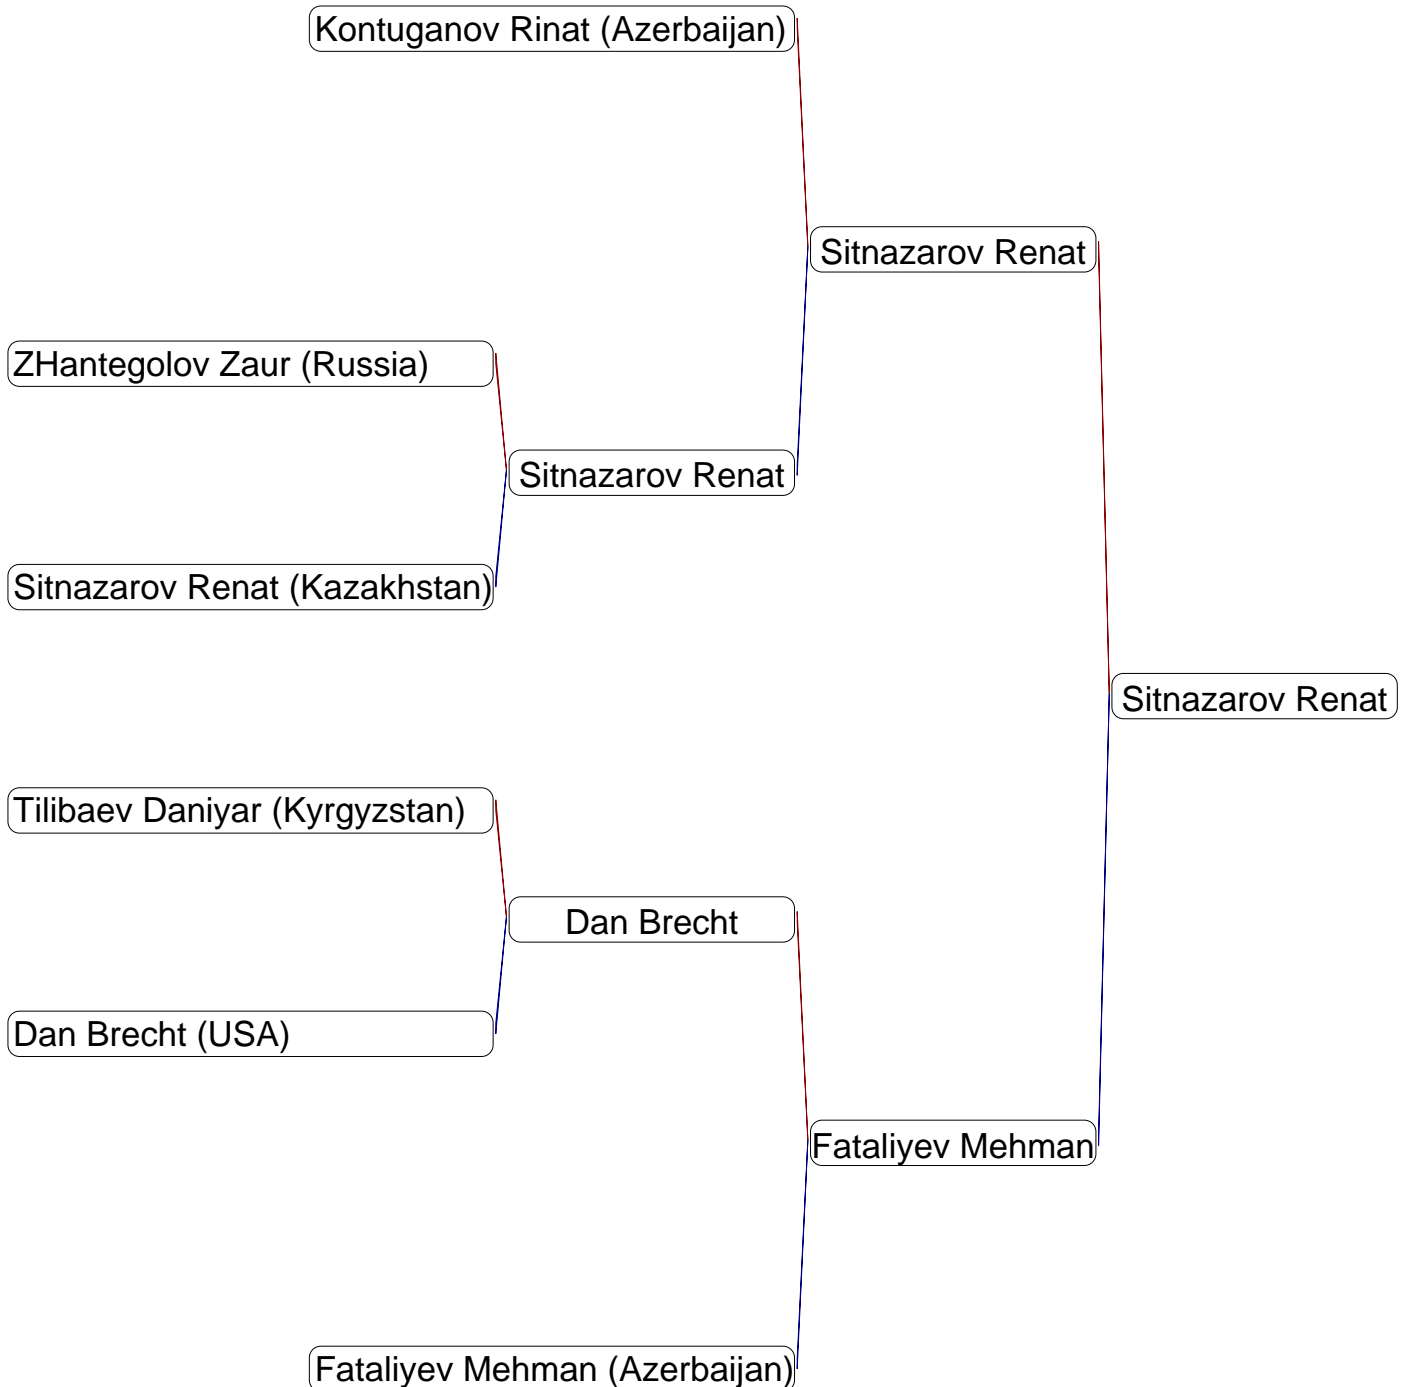 Kontuganov Rinat (Azerbaijan)
Sitnazarov Renat
ZHantegolov Zaur (Russia)
Sitnazarov Renat
Sitnazarov Renat (Kazakhstan)
Sitnazarov Renat
Tilibaev Daniyar (Kyrgyzstan)
Dan Brecht
Dan Brecht (USA)
Fataliyev Mehman
Fataliyev Mehman (Azerbaijan)